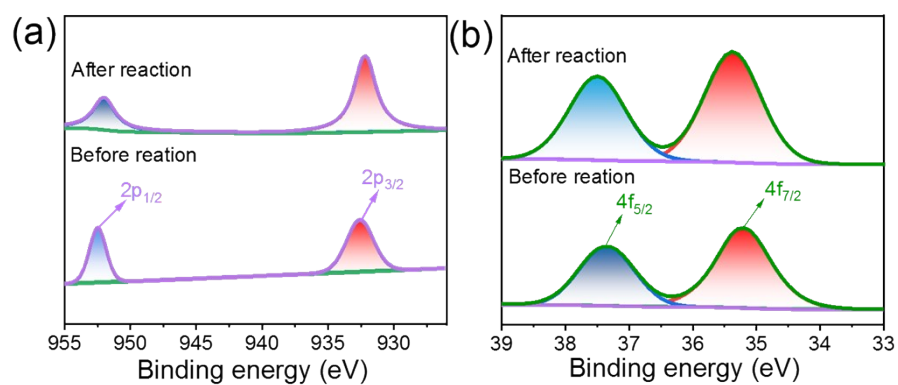 (a)
After reaction
Before reation
2p1/2
2p3/2
955 950 945 940 935 930
Binding energy (eV)
(b)
After reaction
Before reation
4f5/2
4f7/2
39 38 37 36 35 34 33
Binding energy (eV)